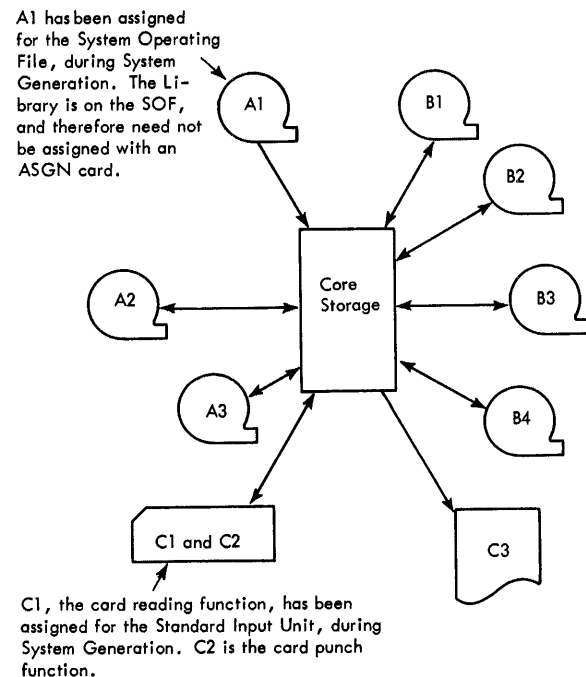 A1 has been assigned
for the System Operating
File, during System
Generation. The Li-
brary is on the SOF,
and therefore need not
be assigned with an
ASGN card.
A1
B1
B2
Core
Storage
A2
B3
A3
B4
C1 and C2
C3
C1, the card reading function, has been
assigned for the Standard Input Unit, during
System Generation. C2 is the card punch
function.